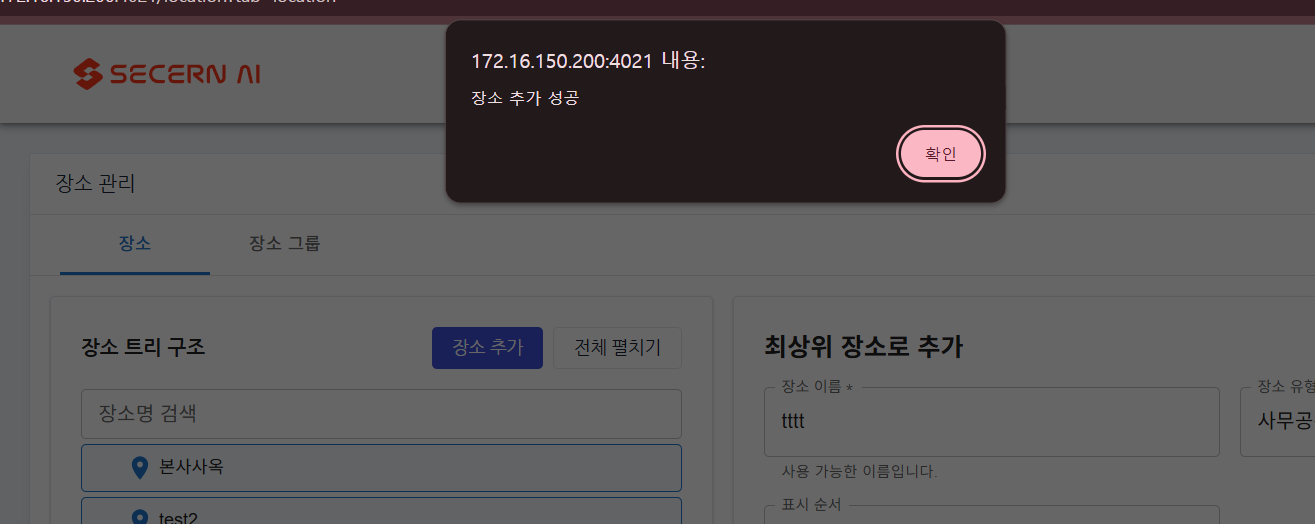 172.16.150.200:4021 내용:
장소 추가 성공
확인
SECERN AI
장소 관리
장소
장소 그룹
장소 트리 구조
장소 추가
전체 펼치기
장소명 검색
본사사옥
test2
최상위 장소로 추가
장소 이름 *
tttt
사용 가능한 이름입니다.
장소 유형
사무공
표시 순서